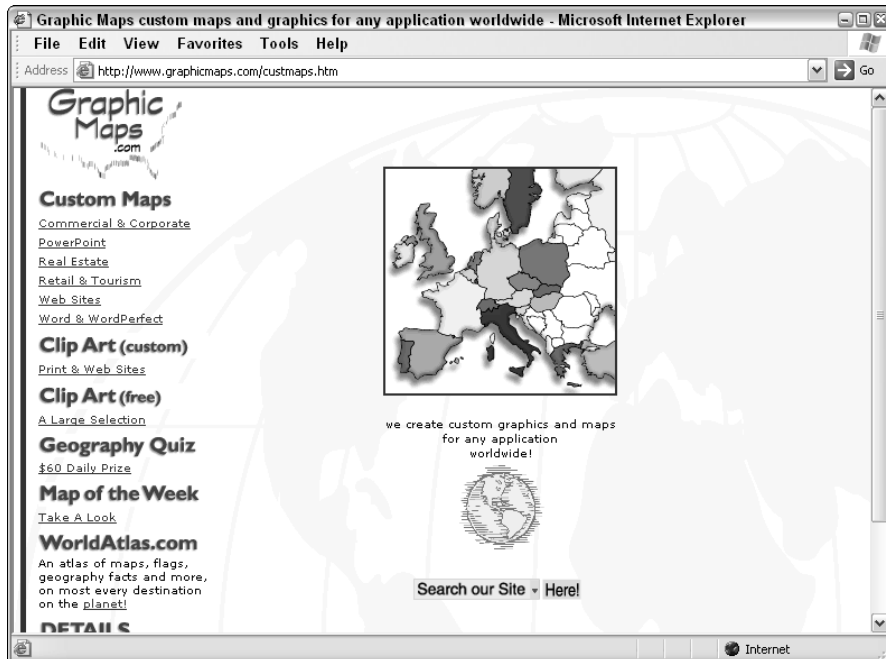 Graphic Maps custom maps and graphics for any application worldwide - Microsoft Internet Explorer
File Edit View Favorites Tools Help
Address http://www.graphicmaps.com/custmaps.htm Go
Graphic
Maps
.com
Custom Maps
Commercial & Corporate
PowerPoint
Real Estate
Retail & Tourism
Web Sites
Word & WordPerfect
Clip Art (custom)
Print & Web Sites
Clip Art (free)
A Large Selection
Geography Quiz
$60 Daily Prize
Map of the Week
Take A Look
WorldAtlas.com
An atlas of maps, flags,
geography facts and more,
on most every destination
on the planet!
DETAILS
we create custom graphics and maps
for any application
worldwide!
Search our Site - Here!
Internet